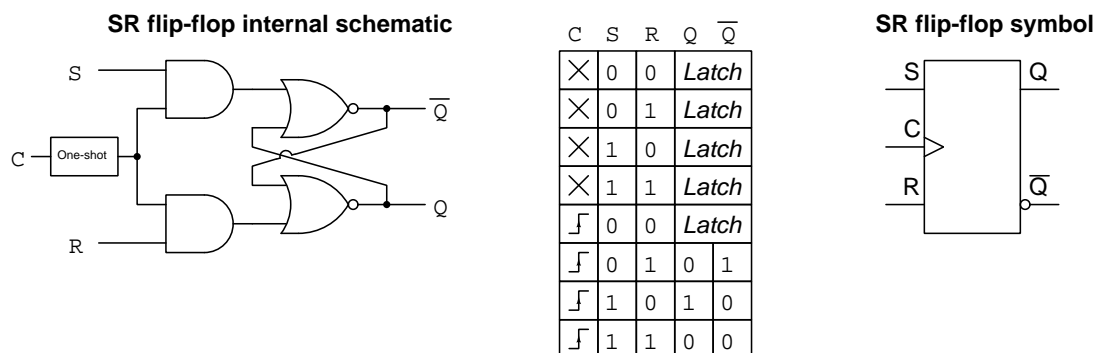 SR flip-flop internal schematic
S
Q
C
One-shot
Q
R
C S R Q Q
0 0 Latch
0 1 Latch
1 0 Latch
1 1 Latch
0 0 Latch
0 1 0 1
1 0 1 0
1 1 0 0
SR flip-flop symbol
S Q
C
R Q